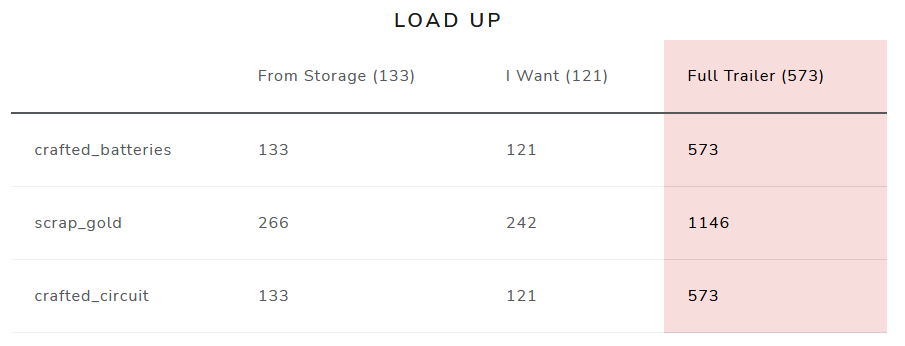 LOAD UP
From Storage (133) I Want (121) Full Trailer (573)
crafted_batteries 133 121 573
scrap_gold 266 242 1146
crafted_circuit 133 121 573